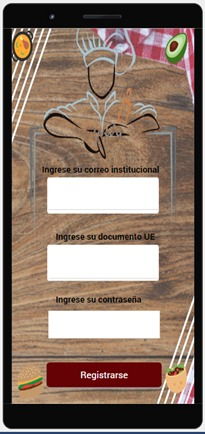 Ingrese su correo institucional
Ingrese su documento UE
Ingrese su contraseña
Registrarse